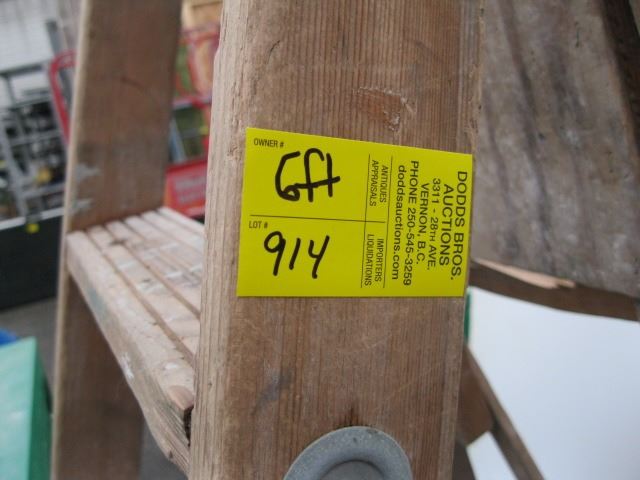 OWNER #
6ft
LOT #
914
ANTIQUES
APPRAISALS
IMPORTERS
LIQUIDATIONS
DODDS BROS.
AUCTIONS
3311 - 28TH AVE.
VERNON, B.C.
PHONE 250-545-3259
doddsauctions.com